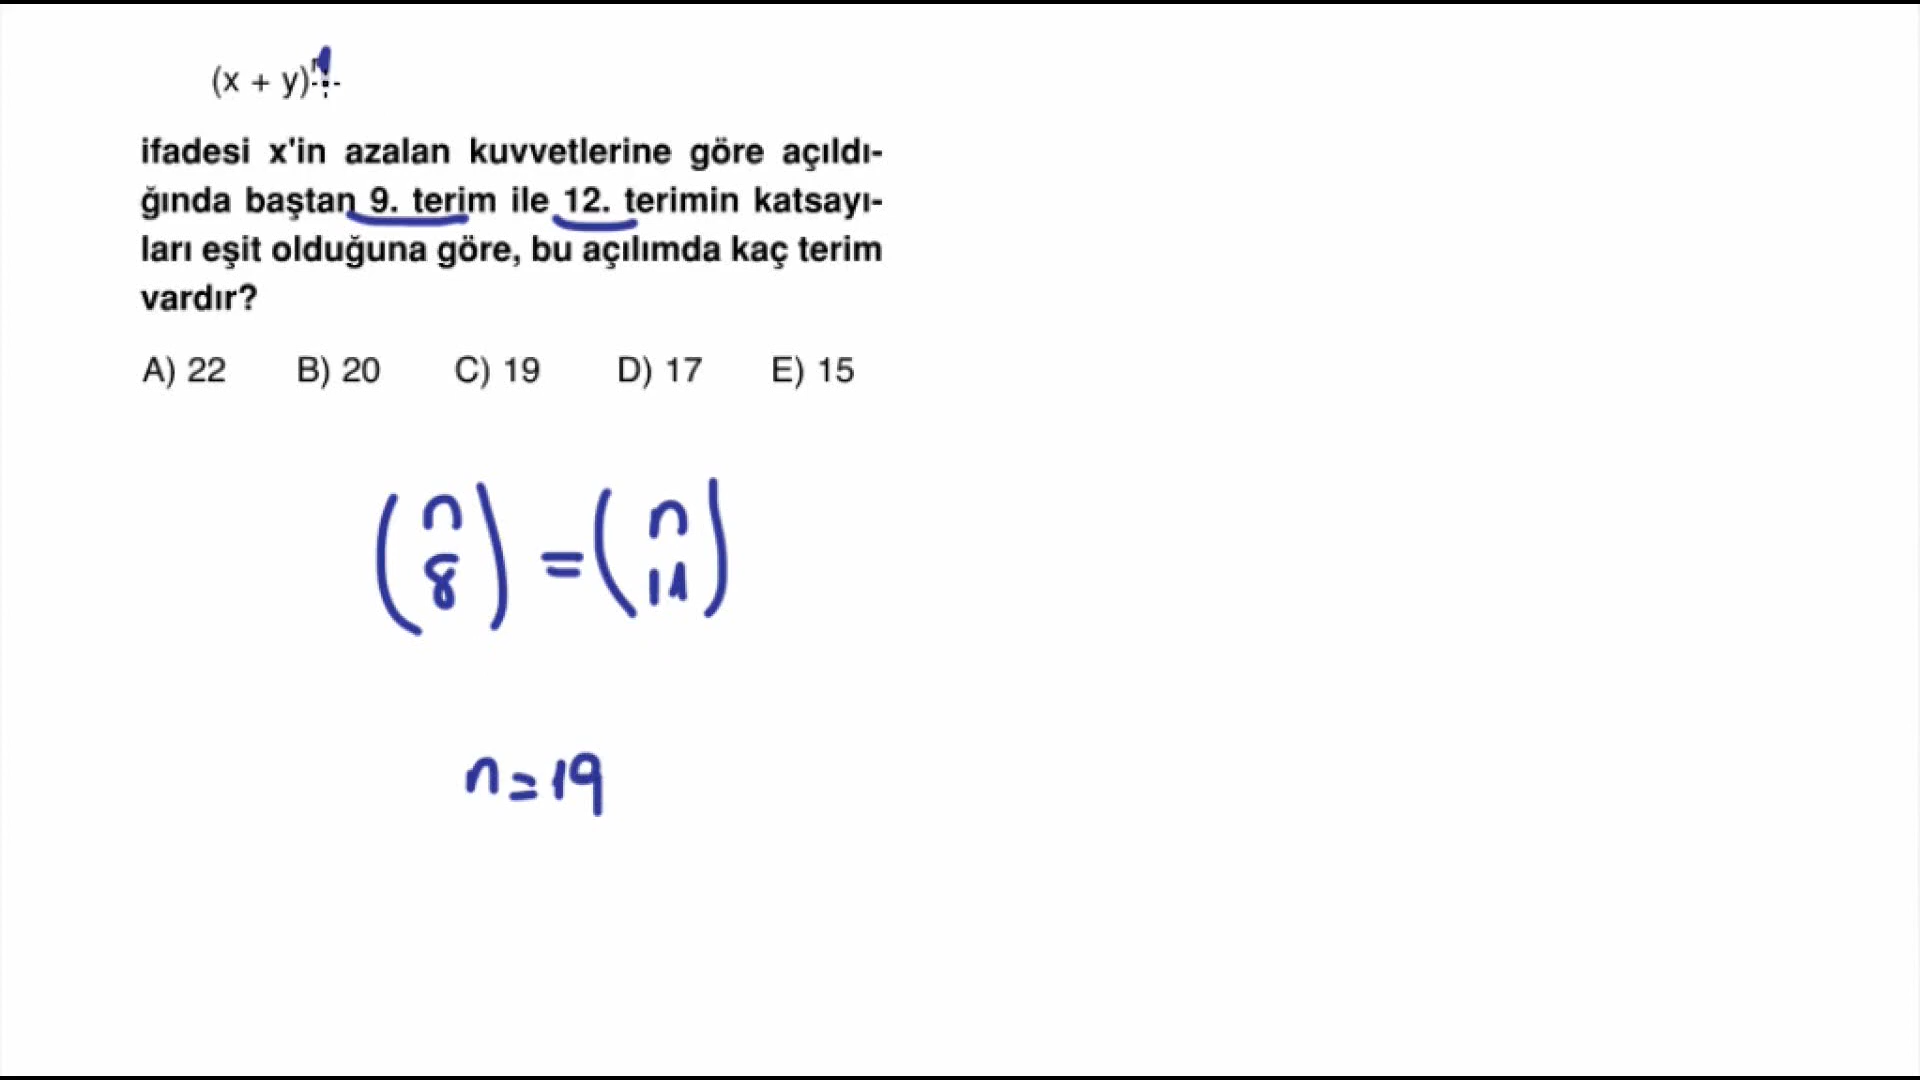 (x + y)ⁿ
ifadesi x'in azalan kuvvetlerine göre açıldı-
ğında baştan 9. terim ile 12. terimin katsayı-
ları eşit olduğuna göre, bu açılımda kaç terim
vardır?
A) 22 B) 20 C) 19 D) 17 E) 15
(n 8) = (n 11)
n=19